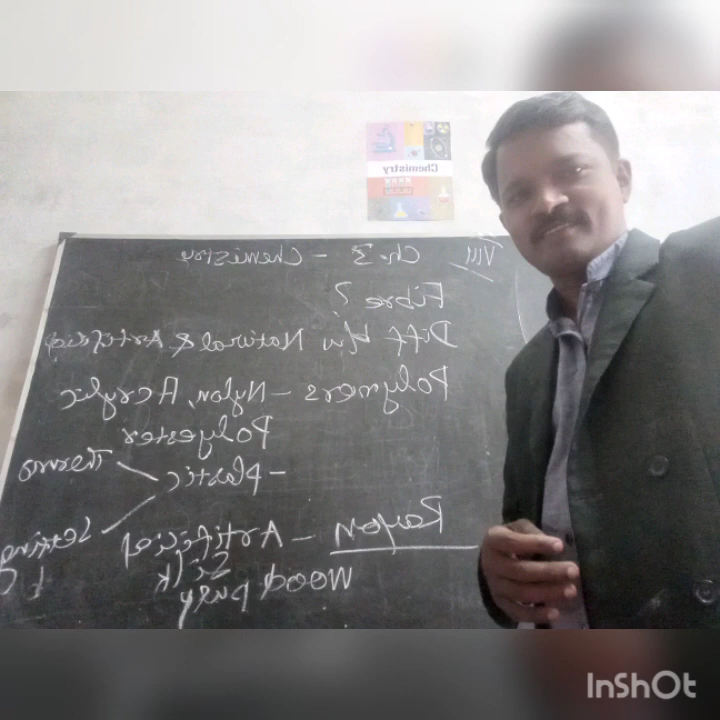 Chemistry
VIII Ch. 3 - Chemistry
Fibre?
Diff b/w Natural & Artificial
Polymers - Nylon, Acrylic
Polyester
- Plastic Thermo
Setting
Rayon - Artificial
Silk
Wood
InShOt